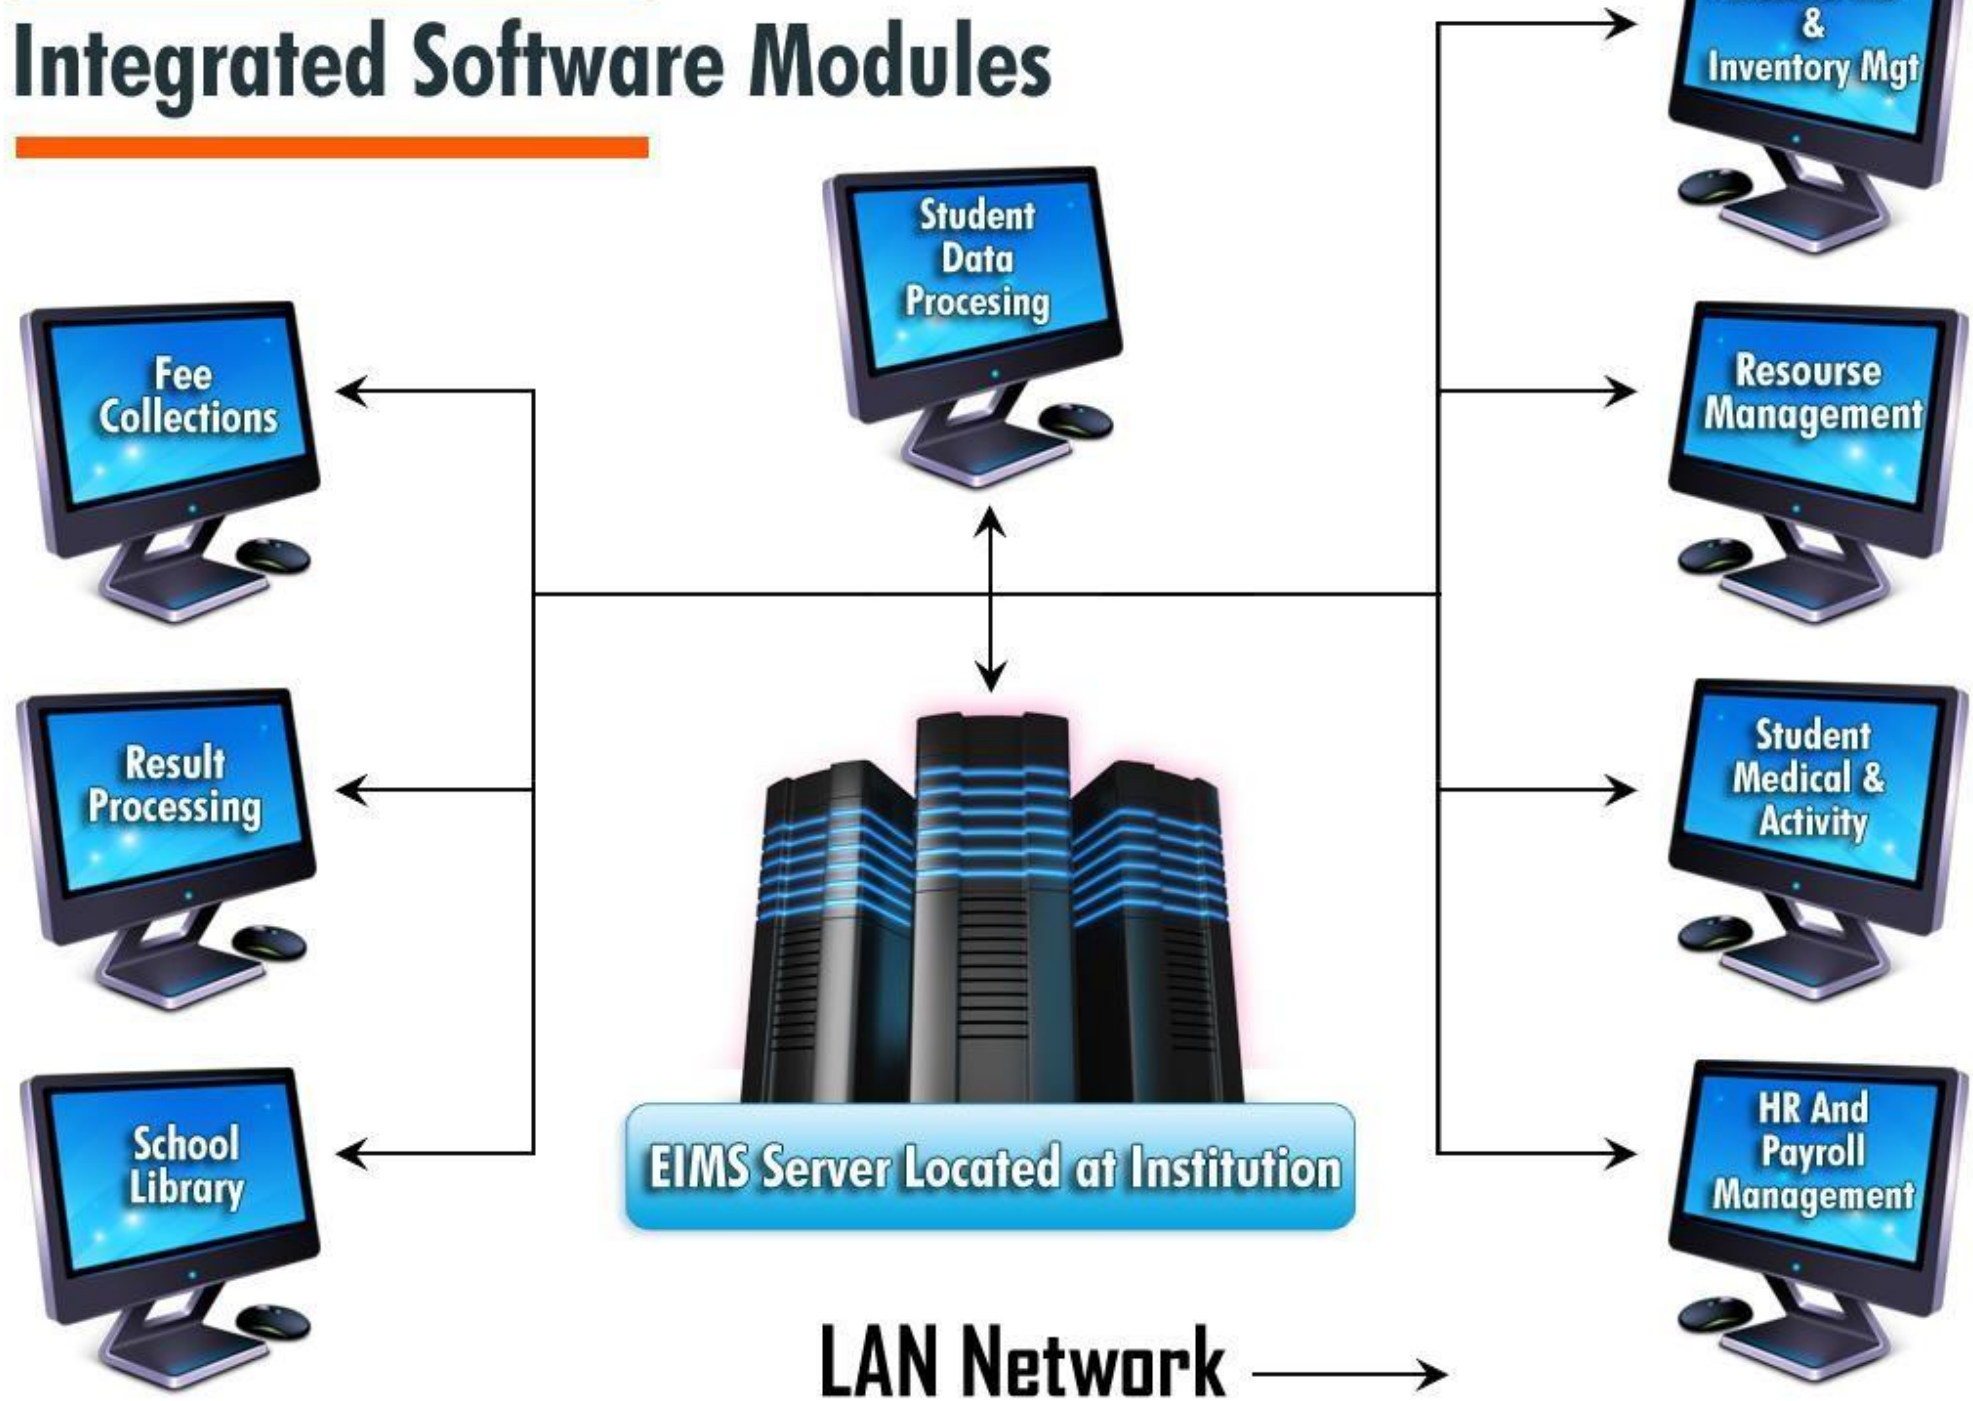 Integrated Software Modules
&
Inventory Mgt
Student
Data
Procesing
Fee
Collections
Resourse
Management
Result
Processing
Student
Medical &
Activity
School
Library
HR And
Payroll
Management
EIMS Server Located at Institution
LAN Network